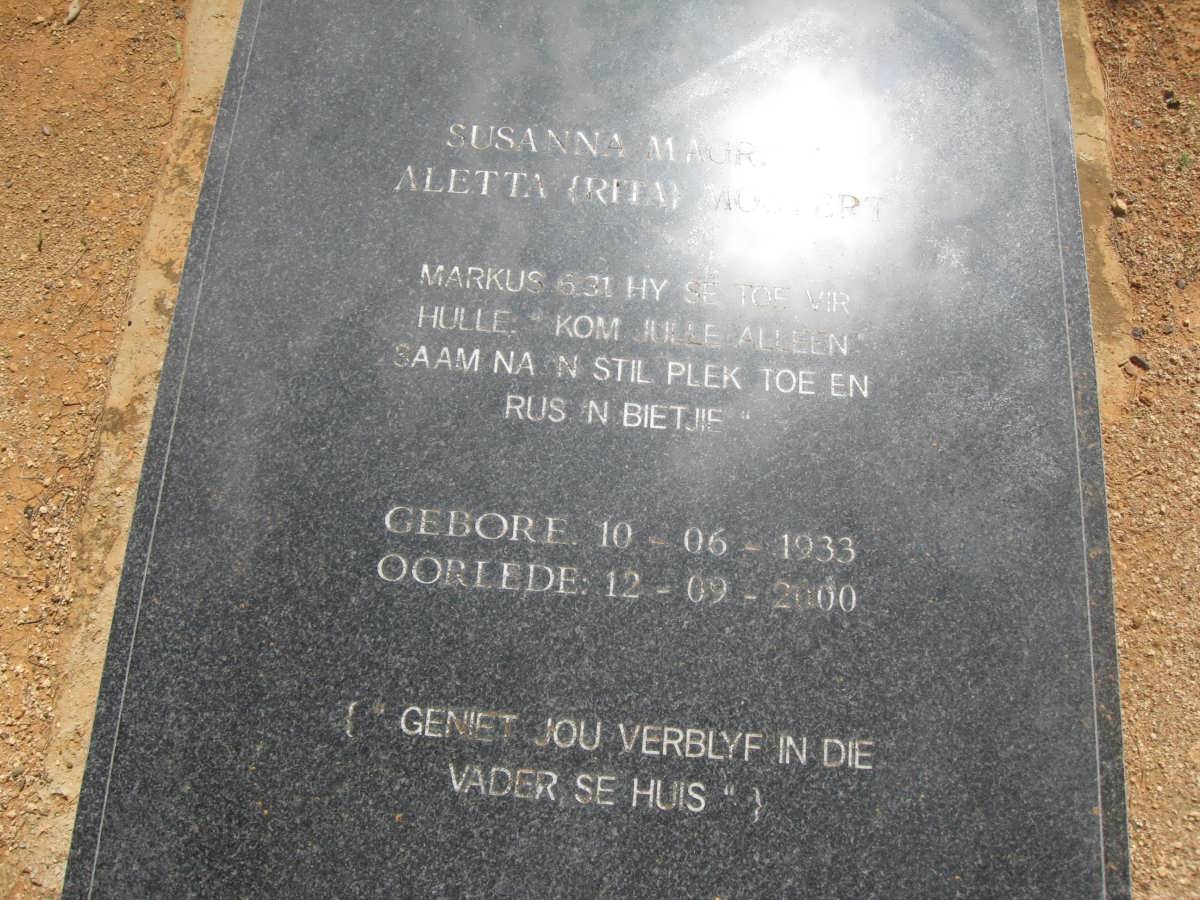 SUSANNA
ALETTA {RITA}
MARKUS 6:31 HY SÊ TOE VIR
HULLE: " KOM JULLE ALLEEN "
SAAM NA 'N STIL PLEK TOE EN
RUS 'N BIETJIE "
GEBORE: 10 - 06 - 1933
OORLEDE: 12 - 09 - 2000
{ " GENIET JOU VERBLYF IN DIE
VADER SE HUIS " }